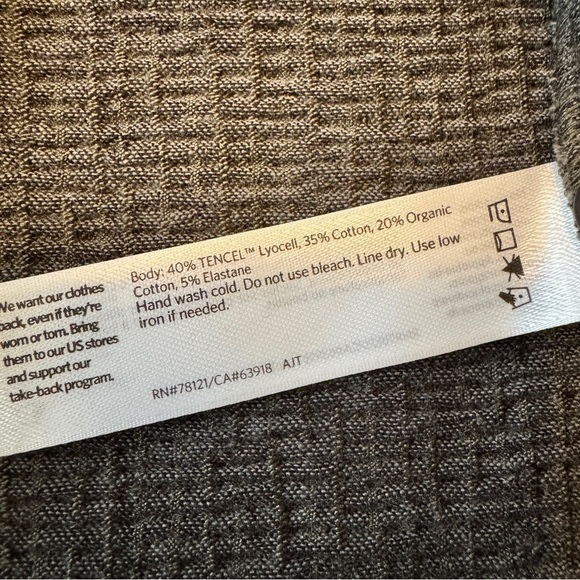 We want our clothes
back, even if they're
worn or torn. Bring
them to our US stores
and support our
take-back program.
Body: 40% TENCEL™ Lyocell, 35% Cotton, 20% Organic
Cotton, 5% Elastane
Hand wash cold. Do not use bleach. Line dry. Use low
iron if needed.
RN#78121/CA#63918 AJT